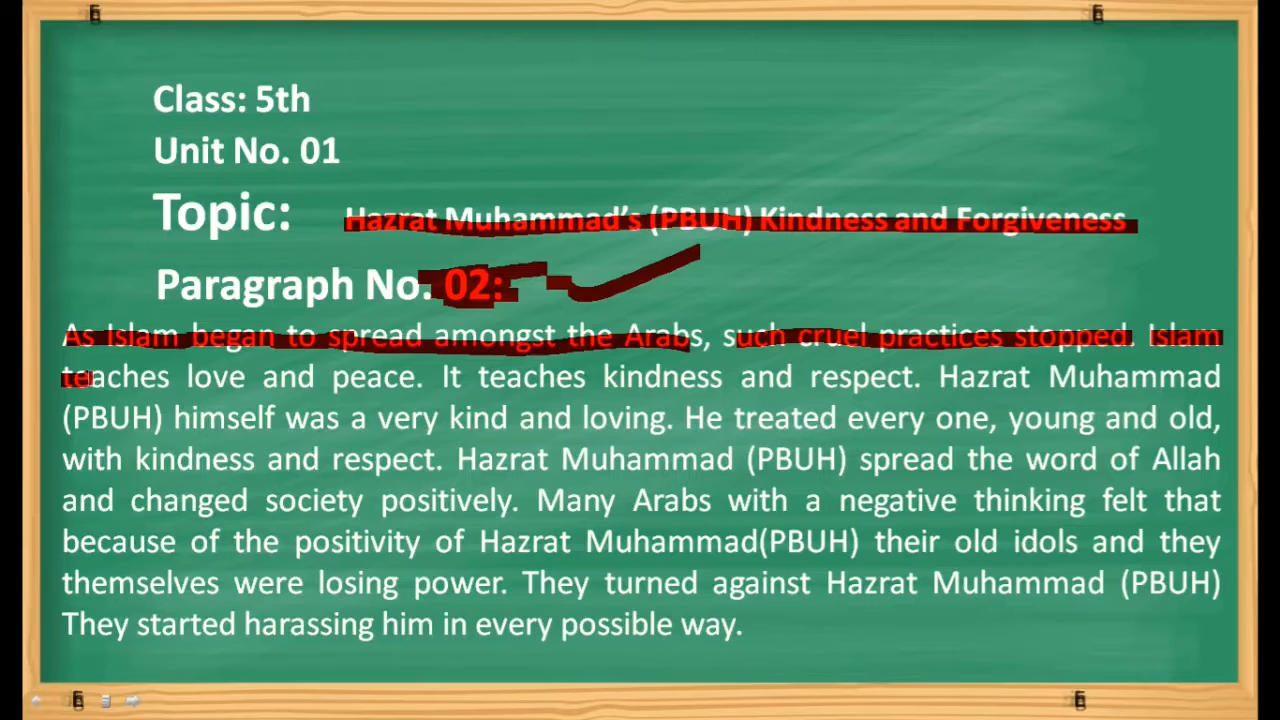 Class: 5th
Unit No. 01
Topic: Hazrat Muhammad's (PBUH) Kindness and Forgiveness
Paragraph No. 02:
As Islam began to spread amongst the Arabs, such cruel practices stopped. Islam
teaches love and peace. It teaches kindness and respect. Hazrat Muhammad
(PBUH) himself was a very kind and loving. He treated every one, young and old,
with kindness and respect. Hazrat Muhammad (PBUH) spread the word of Allah
and changed society positively. Many Arabs with a negative thinking felt that
because of the positivity of Hazrat Muhammad(PBUH) their old idols and they
themselves were losing power. They turned against Hazrat Muhammad (PBUH)
They started harassing him in every possible way.